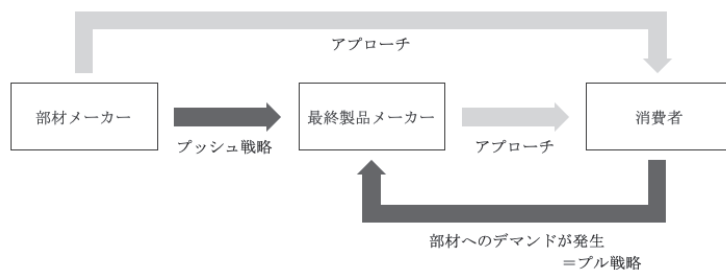 アプローチ
部材メーカー
最終製品メーカー
消費者
プッシュ戦略
アプローチ
部材へのデマンドが発生
＝プル戦略